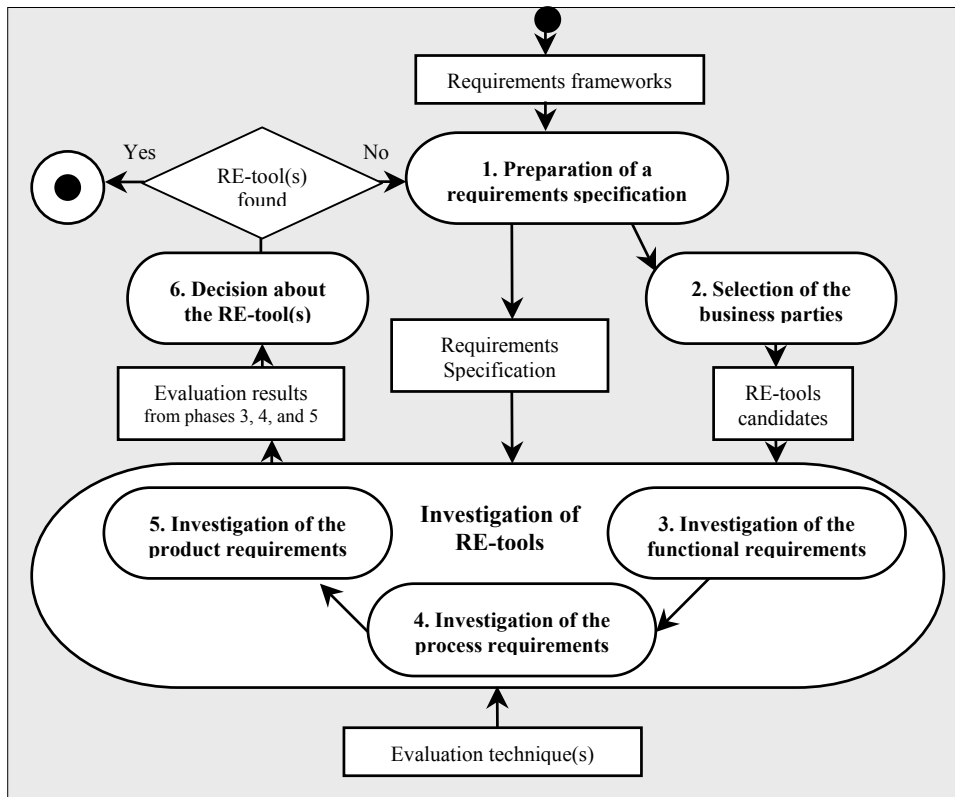 Requirements frameworks
Yes
No
RE-tool(s)
found
1. Preparation of a
requirements specification
6. Decision about
the RE-tool(s)
2. Selection of the
business parties
Requirements
Specification
Evaluation results
from phases 3, 4, and 5
RE-tools
candidates
Investigation of
RE-tools
5. Investigation of the
product requirements
3. Investigation of the
functional requirements
4. Investigation of the
process requirements
Evaluation technique(s)